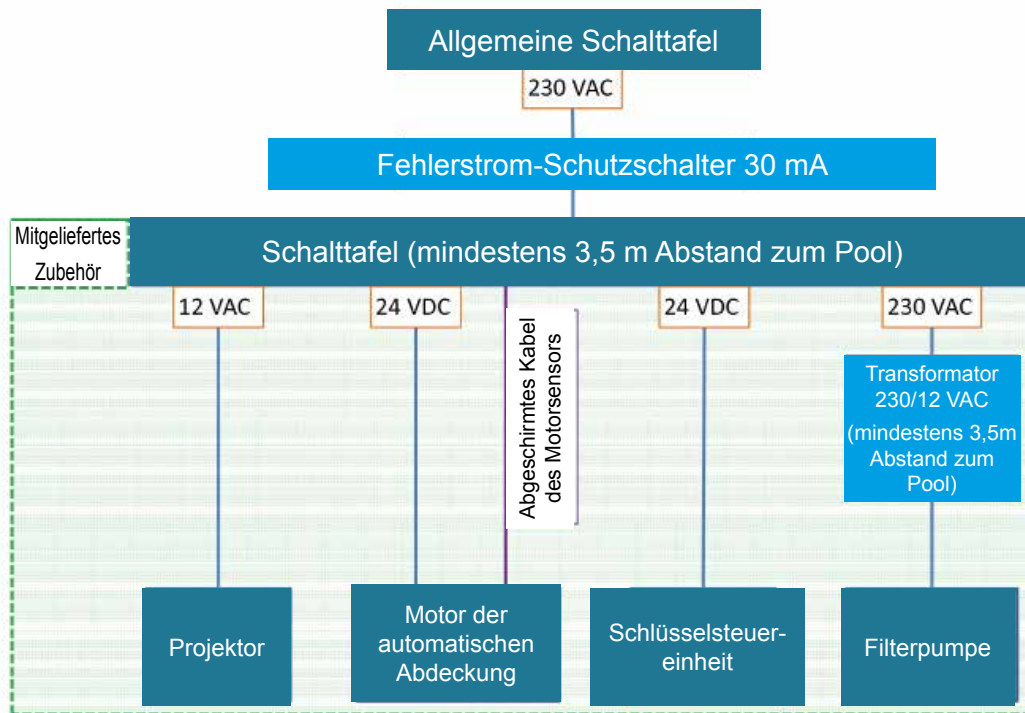 Allgemeine Schalttafel
230 VAC
Fehlerstrom-Schutzschalter 30 mA
Mitgeliefertes
Zubehör
Schalttafel (mindestens 3,5 m Abstand zum Pool)
12 VAC
24 VDC
Abgeschirmtes Kabel
des Motorsensors
24 VDC
230 VAC
Transformator
230/12 VAC
(mindestens 3,5m
Abstand zum
Pool)
Projektor
Motor der
automatischen
Abdeckung
Schlüsselsteuer-
einheit
Filterpumpe